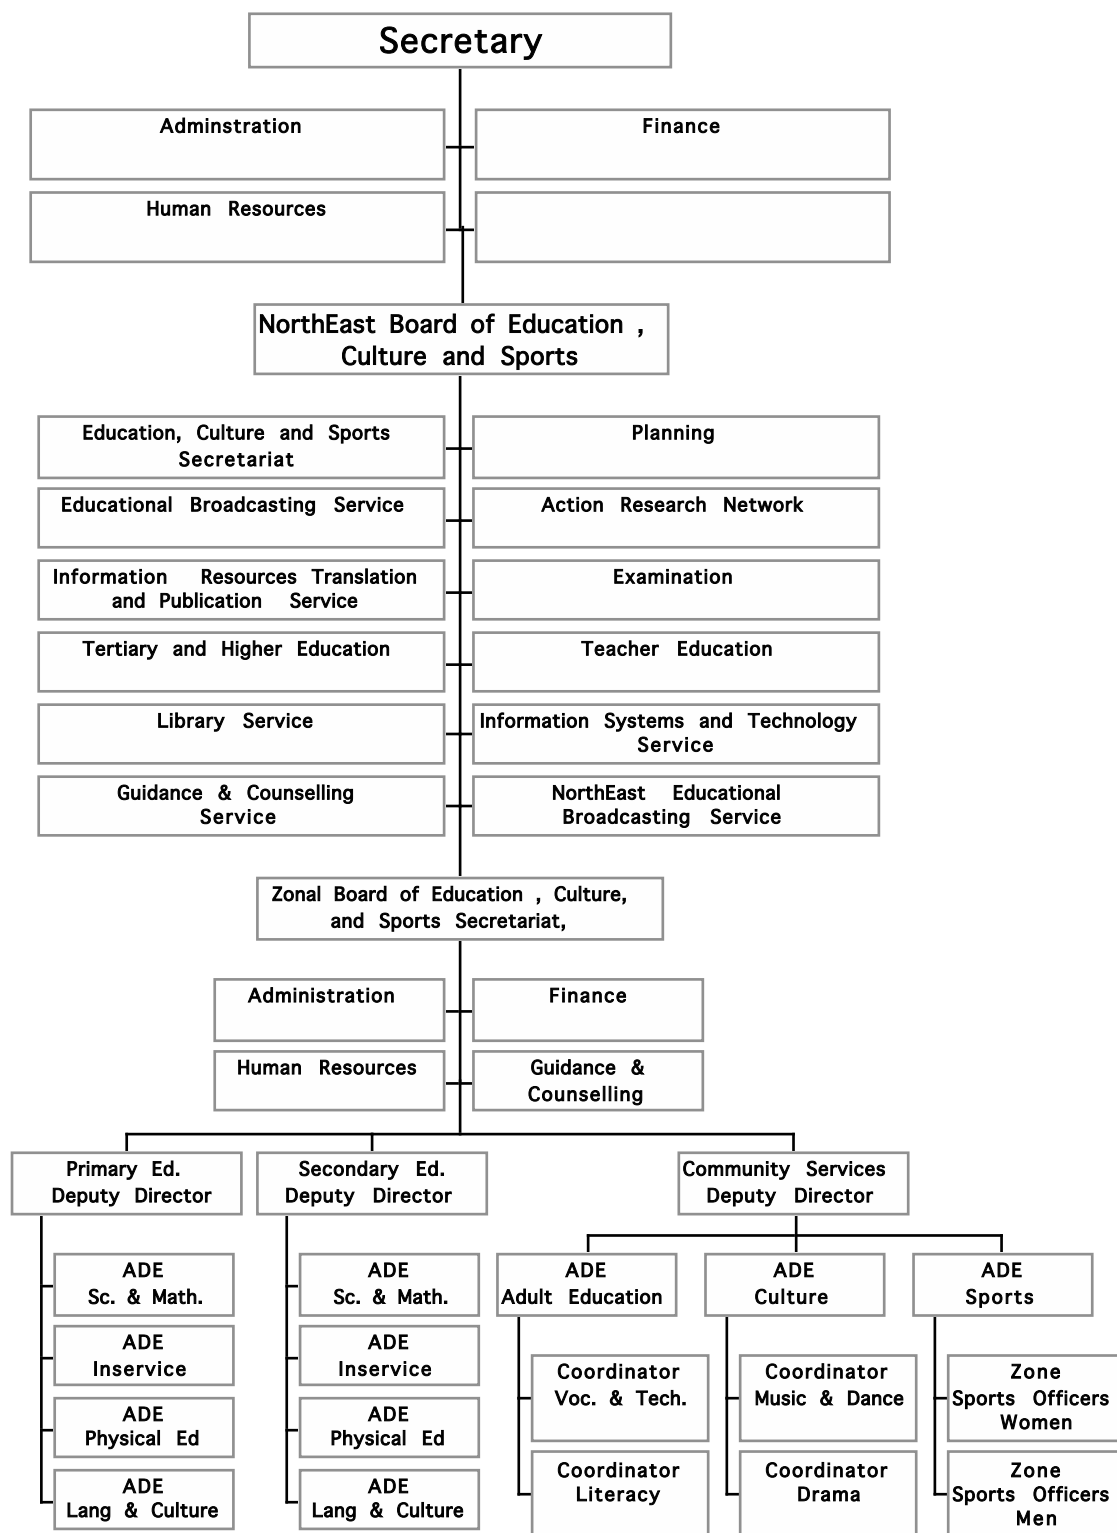 Secretary
Adminstration
Finance
Human Resources
NorthEast Board of Education ,
Culture and Sports
Education, Culture and Sports
Secretariat
Planning
Educational Broadcasting Service
Action Research Network
Information Resources Translation
and Publication Service
Examination
Tertiary and Higher Education
Teacher Education
Library Service
Information Systems and Technology
Service
Guidance & Counselling
Service
NorthEast Educational
Broadcasting Service
Zonal Board of Education , Culture,
and Sports Secretariat,
Administration
Finance
Human Resources
Guidance &
Counselling
Primary Ed.
Deputy Director
Secondary Ed.
Deputy Director
Community Services
Deputy Director
ADE
Sc. & Math.
ADE
Inservice
ADE
Physical Ed
ADE
Lang & Culture
ADE
Sc. & Math.
ADE
Inservice
ADE
Physical Ed
ADE
Lang & Culture
ADE
Adult Education
Coordinator
Voc. & Tech.
Coordinator
Literacy
ADE
Culture
Coordinator
Music & Dance
Coordinator
Drama
ADE
Sports
Zone
Sports Officers
Women
Zone
Sports Officers
Men